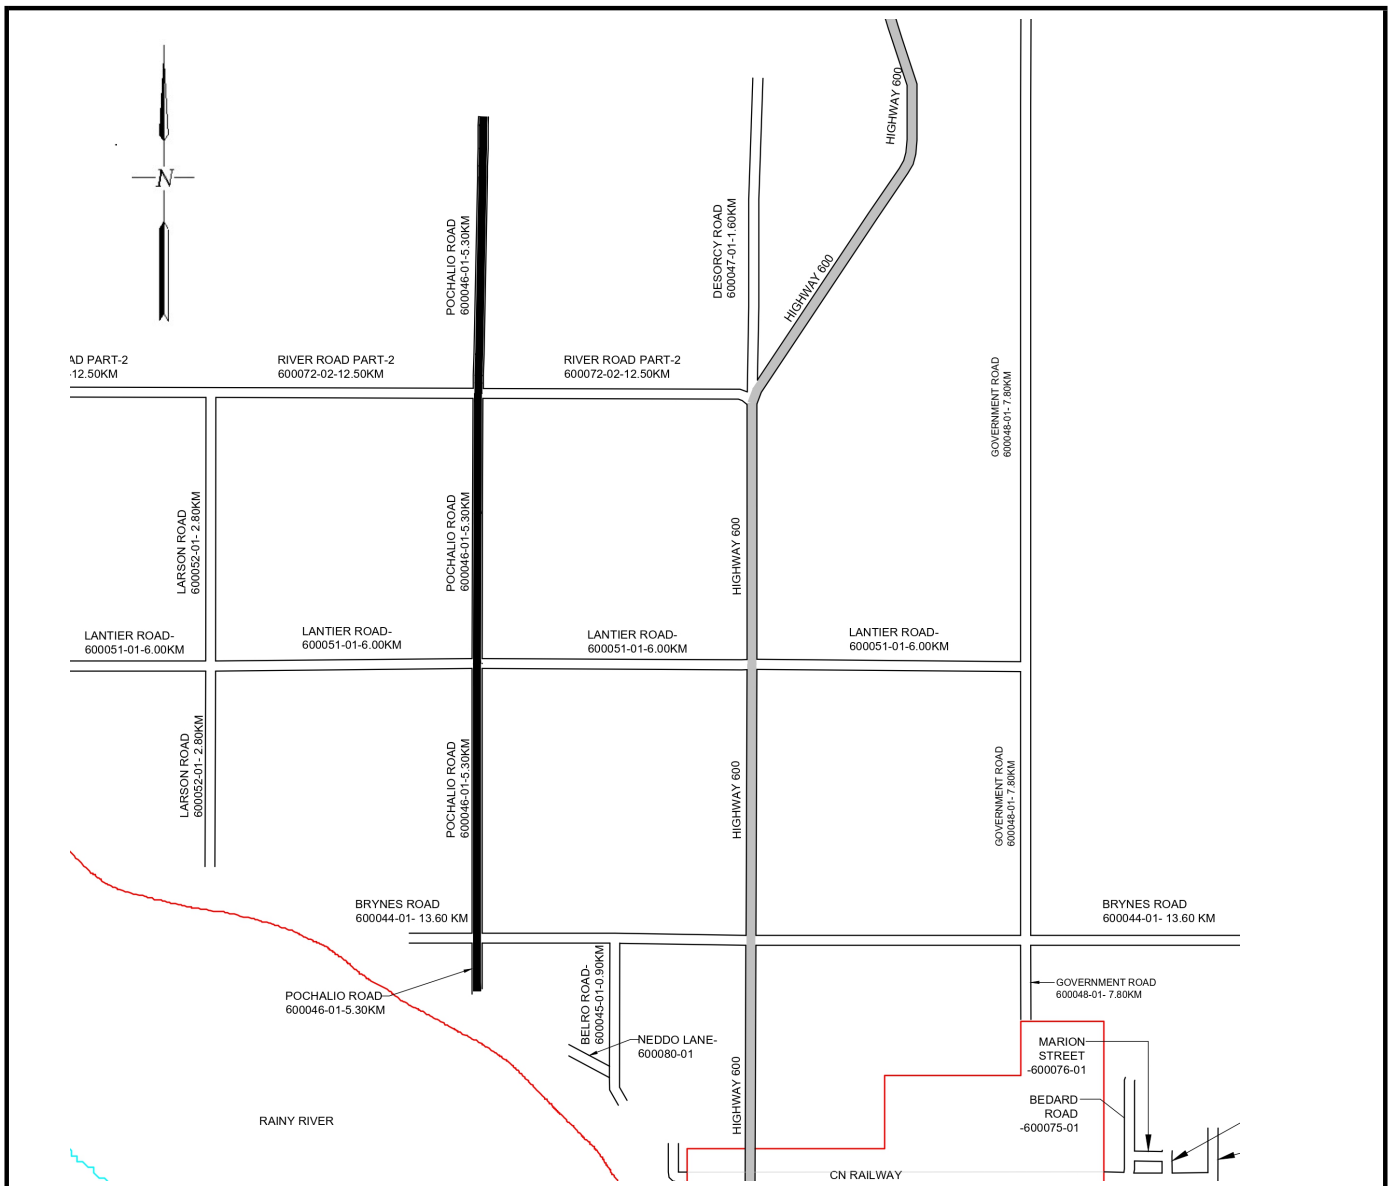 HIGHWAY 600
N
POCHALIO ROAD
600046-01-5.30KM
DESORCY ROAD
600047-01-1.60KM
HIGHWAY 600
AD PART-2
-12.50KM
RIVER ROAD PART-2
600072-02-12.50KM
RIVER ROAD PART-2
600072-02-12.50KM
GOVERNMENT ROAD
600048-01- 7.80KM
LARSON ROAD
600052-01- 2.80KM
POCHALIO ROAD
600046-01-5.30KM
HIGHWAY 600
LANTIER ROAD-
600051-01-6.00KM
LANTIER ROAD-
600051-01-6.00KM
LANTIER ROAD-
600051-01-6.00KM
LANTIER ROAD-
600051-01-6.00KM
LARSON ROAD
600052-01- 2.80KM
POCHALIO ROAD
600046-01-5.30KM
HIGHWAY 600
GOVERNMENT ROAD
600048-01- 7.80KM
BRYNES ROAD
600044-01- 13.60 KM
BRYNES ROAD
600044-01- 13.60 KM
POCHALIO ROAD
600046-01-5.30KM
BELRO ROAD-
600045-01-0.90KM
GOVERNMENT ROAD
600048-01- 7.80KM
NEDDO LANE-
600080-01
HIGHWAY 600
MARION
STREET
-600076-01
BEDARD
ROAD
-600075-01
RAINY RIVER
CN RAILWAY